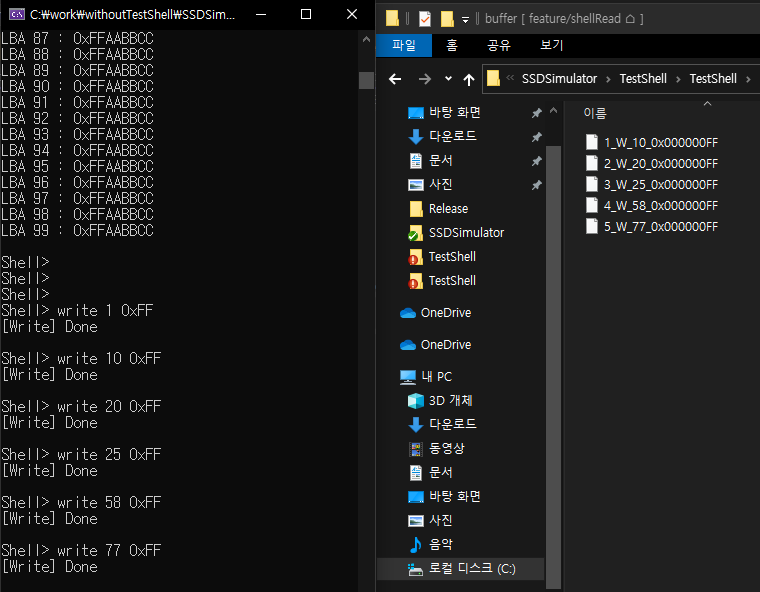 C:₩work₩withoutTestShell₩SSDSim...
LBA 87 : 0xFFAABBCC
LBA 88 : 0xFFAABBCC
LBA 89 : 0xFFAABBCC
LBA 90 : 0xFFAABBCC
LBA 91 : 0xFFAABBCC
LBA 92 : 0xFFAABBCC
LBA 93 : 0xFFAABBCC
LBA 94 : 0xFFAABBCC
LBA 95 : 0xFFAABBCC
LBA 96 : 0xFFAABBCC
LBA 97 : 0xFFAABBCC
LBA 98 : 0xFFAABBCC
LBA 99 : 0xFFAABBCC
Shell>
Shell>
Shell>
Shell> write 1 0xFF
[Write] Done
Shell> write 10 0xFF
[Write] Done
Shell> write 20 0xFF
[Write] Done
Shell> write 25 0xFF
[Write] Done
Shell> write 58 0xFF
[Write] Done
Shell> write 77 0xFF
[Write] Done
buffer [ feature/shellRead ⌂ ]
파일 홈 공유 보기
SSDSimulator > TestShell > TestShell >
바탕 화면
다운로드
문서
사진
Release
SSDSimulator
TestShell
TestShell
OneDrive
OneDrive
내 PC
3D 개체
다운로드
동영상
문서
바탕 화면
사진
음악
로컬 디스크 (C:)
이름
1_W_10_0x000000FF
2_W_20_0x000000FF
3_W_25_0x000000FF
4_W_58_0x000000FF
5_W_77_0x000000FF